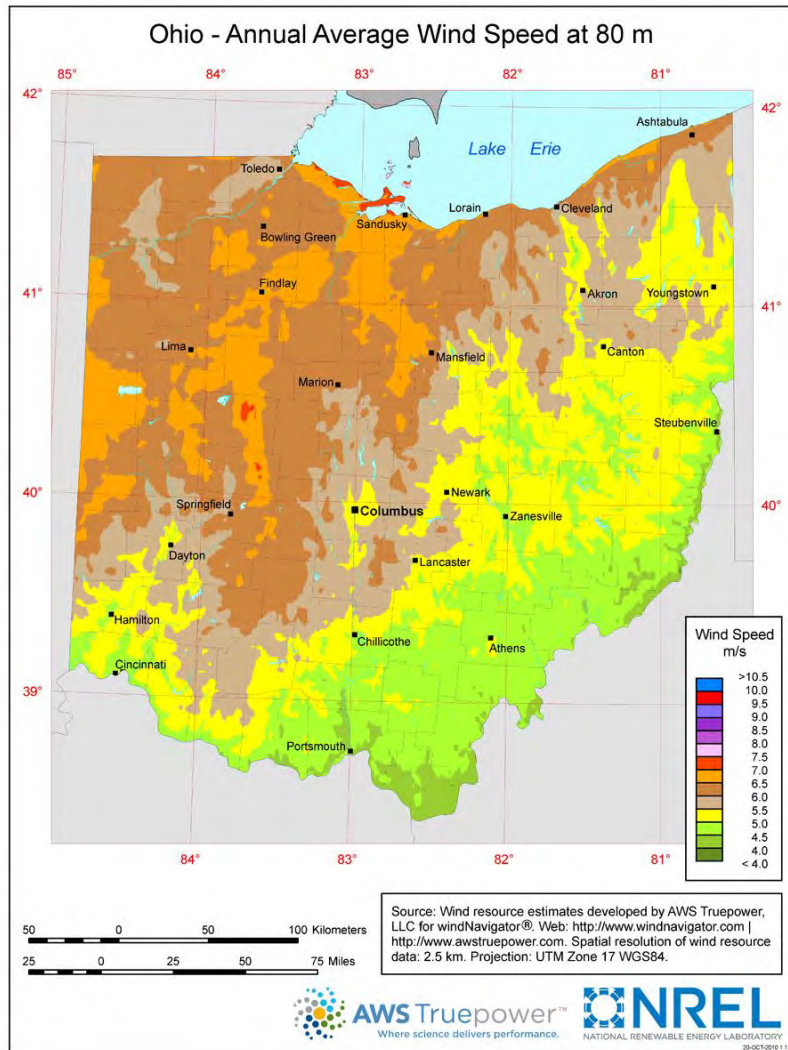 Ohio - Annual Average Wind Speed at 80 m
85° 84° 83° 82° 81°
42° 42°
Ashtabula
Lake Erie
Toledo
Lorain
Cleveland
Sandusky
Bowling Green
Findlay
Akron
Youngstown
41° 41°
Lima
Mansfield
Canton
Marion
Steubenville
40° 40°
Newark
Springfield
Columbus
Zanesville
Dayton
Lancaster
Hamilton
Chillicothe
Athens
Cincinnati
39° 39°
Portsmouth
84° 83° 82° 81°
Wind Speed
m/s
>10.5
10.0
9.5
9.0
8.5
8.0
7.5
7.0
6.5
6.0
5.5
5.0
4.5
4.0
< 4.0
50 0 50 100 Kilometers
25 0 25 50 75 Miles
Source: Wind resource estimates developed by AWS Truepower,
LLC for windNavigator®. Web: http://www.windnavigator.com |
http://www.awstruepower.com. Spatial resolution of wind resource
data: 2.5 km. Projection: UTM Zone 17 WGS84.
AWS Truepower™
Where science delivers performance.
NREL
NATIONAL RENEWABLE ENERGY LABORATORY
20-OCT-2010 1.1